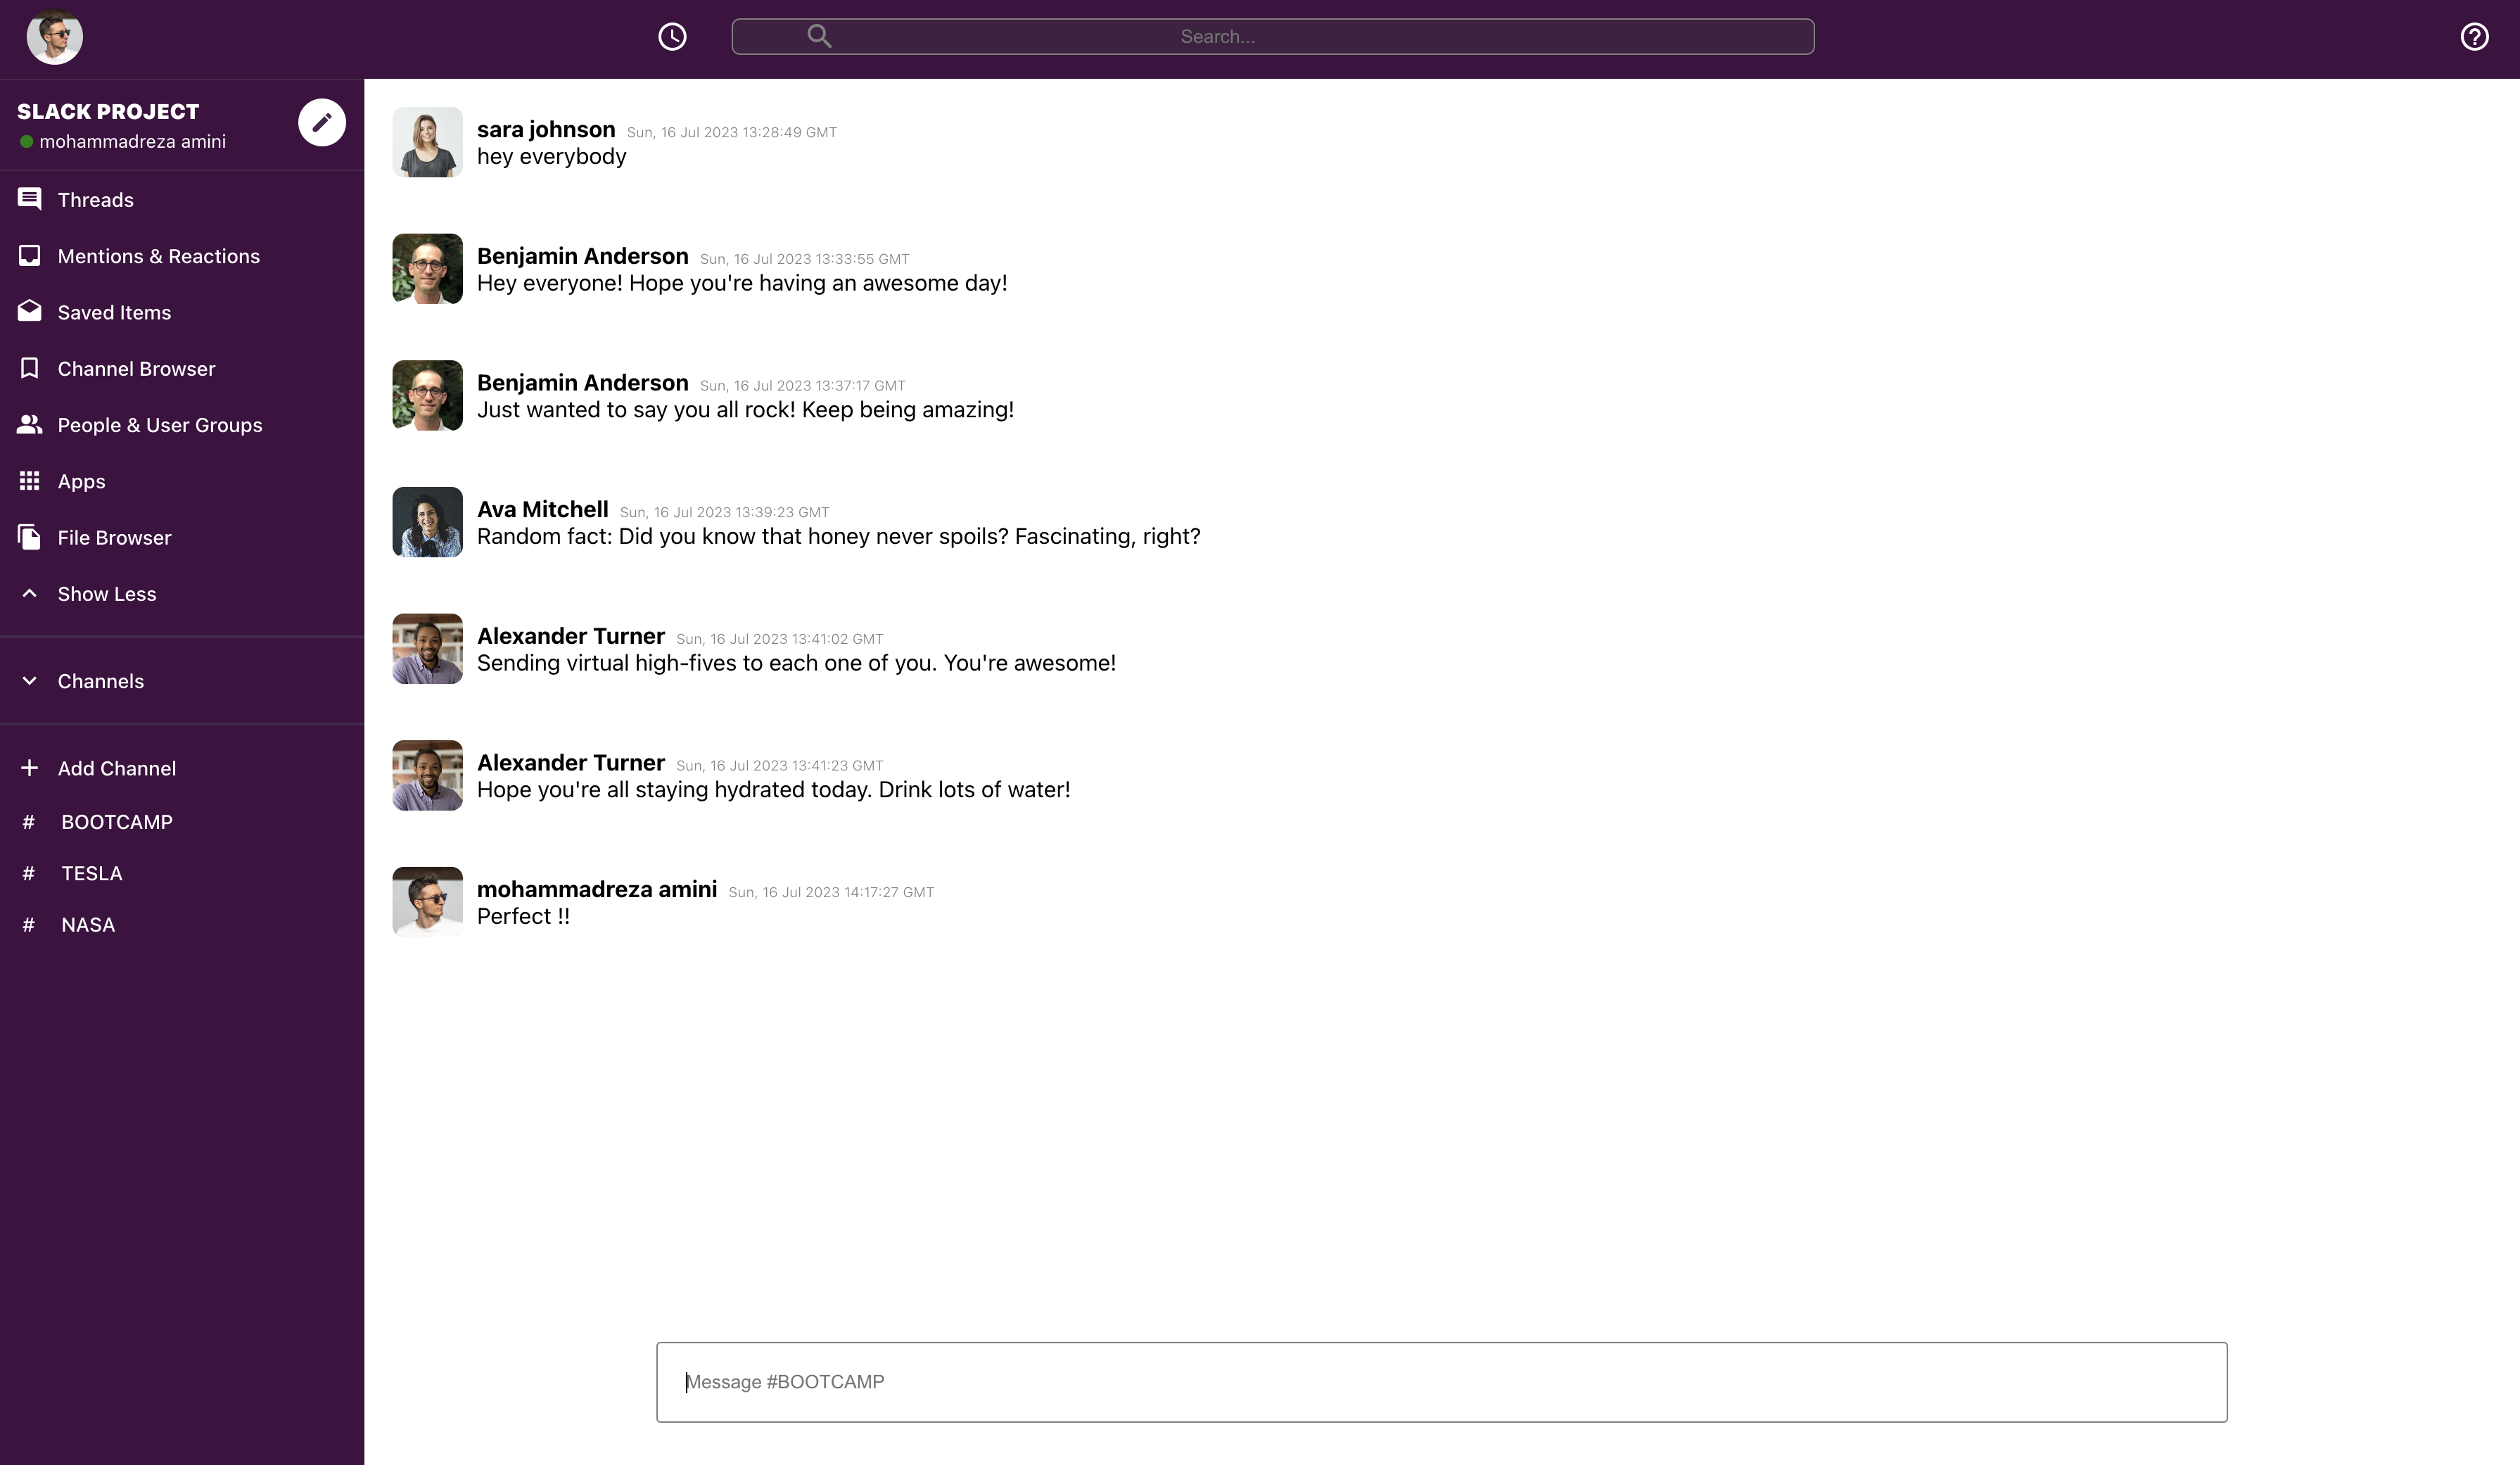 Search...
SLACK PROJECT
mohammadreza amini
Threads
Mentions & Reactions
Saved Items
Channel Browser
People & User Groups
Apps
File Browser
Show Less
Channels
Add Channel
# BOOTCAMP
# TESLA
# NASA
sara johnson Sun, 16 Jul 2023 13:28:49 GMT
hey everybody
Benjamin Anderson Sun, 16 Jul 2023 13:33:55 GMT
Hey everyone! Hope you're having an awesome day!
Benjamin Anderson Sun, 16 Jul 2023 13:37:17 GMT
Just wanted to say you all rock! Keep being amazing!
Ava Mitchell Sun, 16 Jul 2023 13:39:23 GMT
Random fact: Did you know that honey never spoils? Fascinating, right?
Alexander Turner Sun, 16 Jul 2023 13:41:02 GMT
Sending virtual high-fives to each one of you. You're awesome!
Alexander Turner Sun, 16 Jul 2023 13:41:23 GMT
Hope you're all staying hydrated today. Drink lots of water!
mohammadreza amini Sun, 16 Jul 2023 14:17:27 GMT
Perfect !!
Message #BOOTCAMP